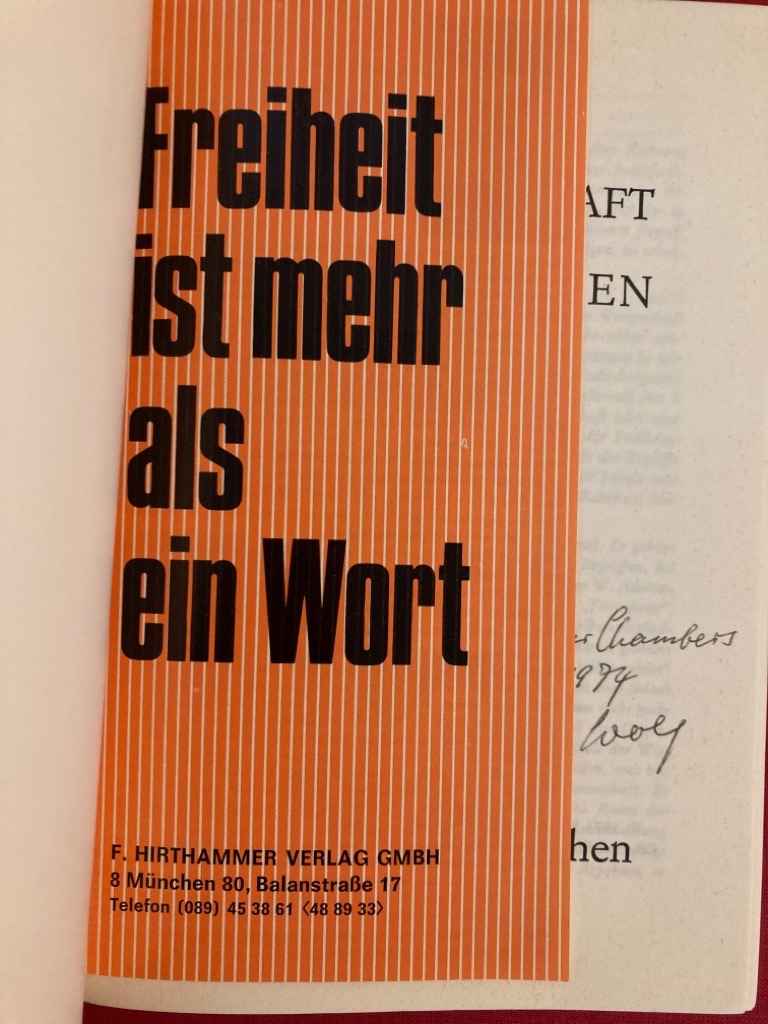 Freiheit
ist mehr
als
ein Wort
F. HIRTHAMMER VERLAG GMBH
8 München 80, Balanstraße 17
Telefon (089) 45 38 61 ‹48 89 33›
AFT
EN
er Chambers
1974
hen